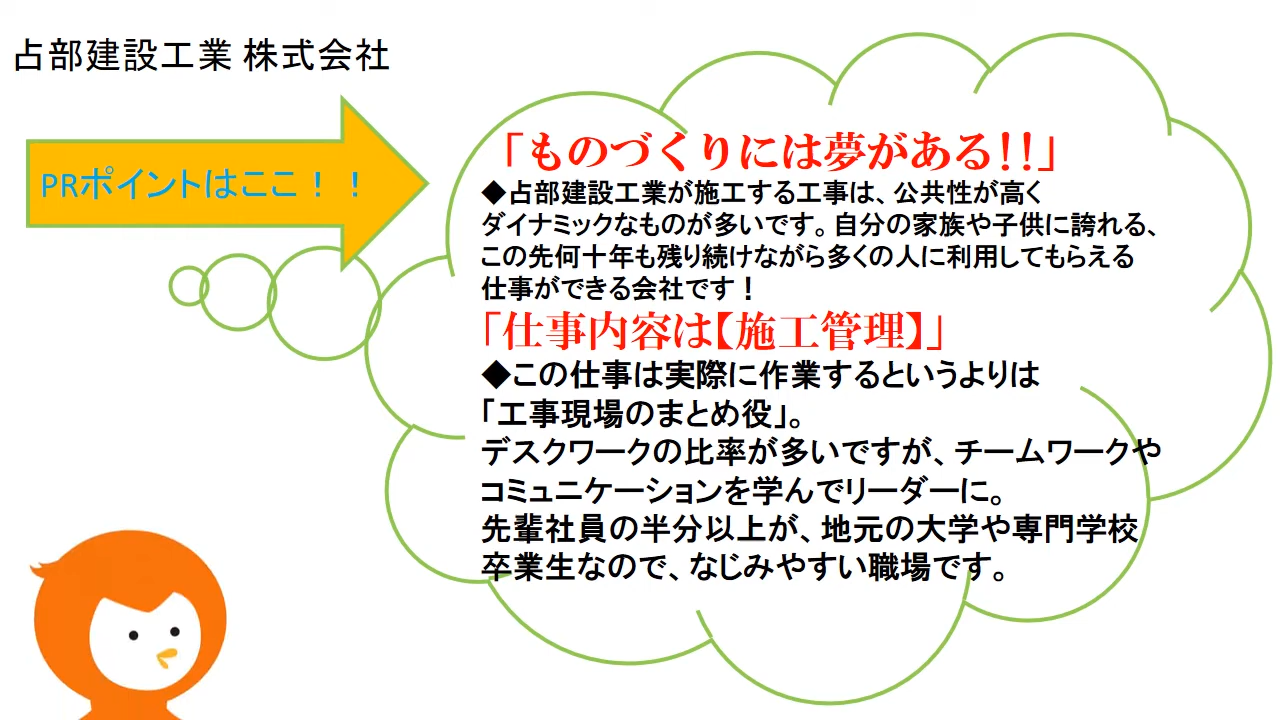 占部建設工業 株式会社
PRポイントはここ！！
「ものづくりには夢がある!!」
◆占部建設工業が施工する工事は、公共性が高く
ダイナミックなものが多いです。自分の家族や子供に誇れる、
この先何十年も残り続けながら多くの人に利用してもらえる
仕事ができる会社です！
「仕事内容は【施工管理】」
◆この仕事は実際に作業するというよりは
「工事現場のまとめ役」。
デスクワークの比率が多いですが、チームワークや
コミュニケーションを学んでリーダーに。
先輩社員の半分以上が、地元の大学や専門学校
卒業生なので、なじみやすい職場です。